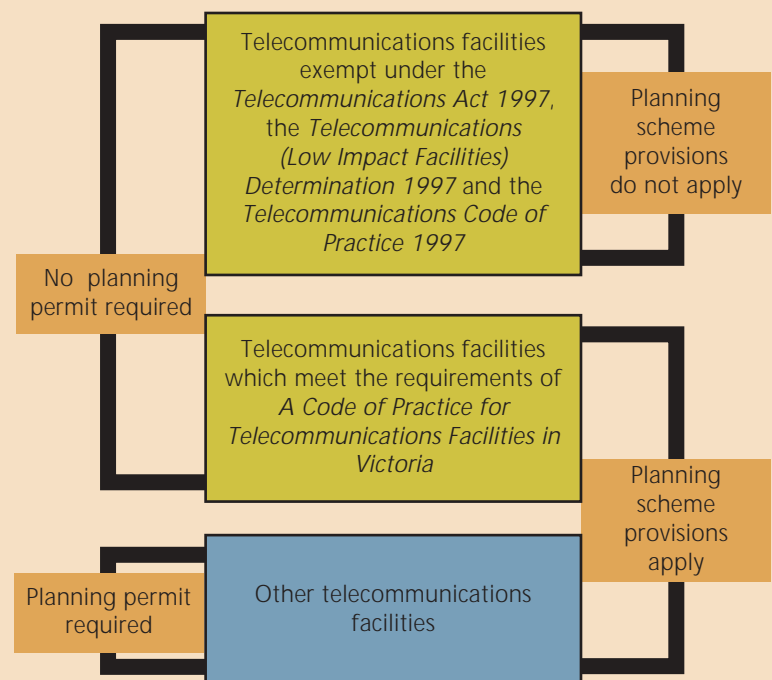 Telecommunications facilities
exempt under the
Telecommunications Act 1997,
the Telecommunications
(Low Impact Facilities)
Determination 1997 and the
Telecommunications Code of
Practice 1997
Planning
scheme
provisions
do not apply
No planning
permit required
Telecommunications facilities
which meet the requirements of
A Code of Practice for
Telecommunications Facilities in
Victoria
Planning
scheme
provisions
apply
Planning permit
required
Other telecommunications
facilities